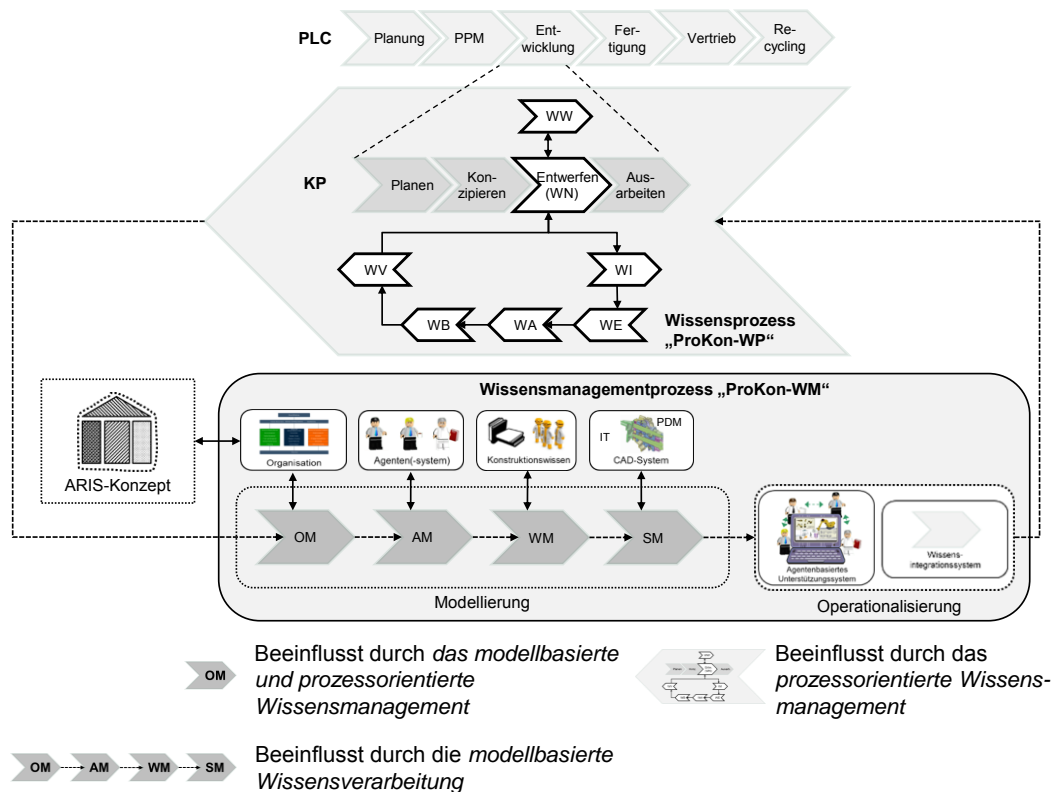 PLC
Planung
PPM
Ent-
wicklung
Fer-
tigung
Vertrieb
Re-
cycling
WW
KP
Planen
Kon-
zipieren
Entwerfen
(WN)
Aus-
arbeiten
WV
WI
WB
WA
WE
Wissensprozess
„ProKon-WP“
Wissensmanagementprozess „ProKon-WM“
ARIS-Konzept
Organisation
Agenten(-system)
Konstruktionswissen
IT
PDM
CAD-System
OM
AM
WM
SM
Modellierung
Agentenbasiertes
Unterstützungssystem
Wissens-
integrationssystem
Operationalisierung
OM
Beeinflusst durch das modellbasierte
und prozessorientierte
Wissensmanagement
Beeinflusst durch das
prozessorientierte Wissens-
management
OM
AM
WM
SM
Beeinflusst durch die modellbasierte
Wissensverarbeitung